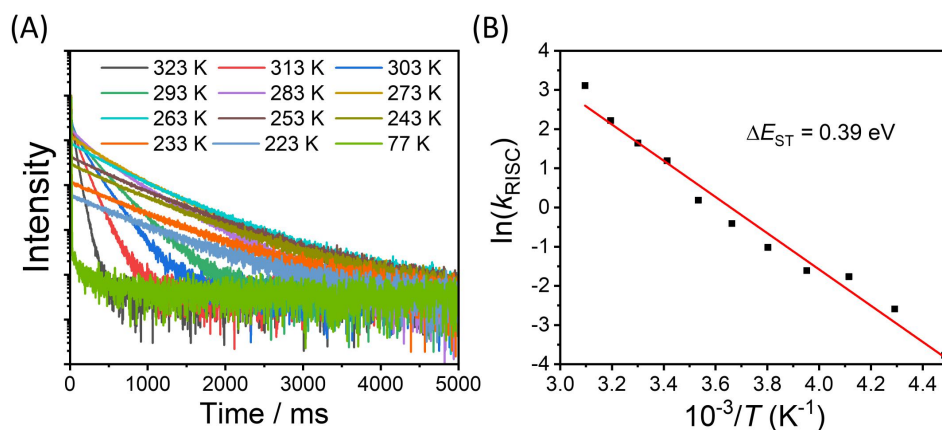 (A)
Intensity
323 K 313 K 303 K
293 K 283 K 273 K
263 K 253 K 243 K
233 K 223 K 77 K
0 1000 2000 3000 4000 5000
Time / ms
(B)
ln(kRISC)
4
3
2
1
0
-1
-2
-3
-4
ΔEST = 0.39 eV
3.0 3.2 3.4 3.6 3.8 4.0 4.2 4.4
10-3/T (K-1)